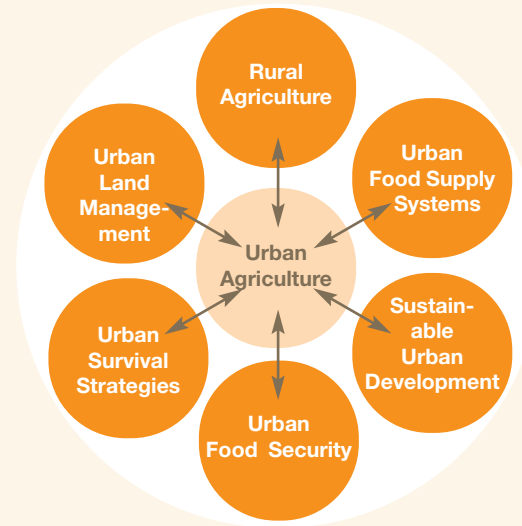 Rural
Agriculture
Urban
Food Supply
Systems
Urban
Land
Manage-
ment
Urban
Agriculture
Sustain-
able
Urban
Development
Urban
Survival
Strategies
Urban
Food Security